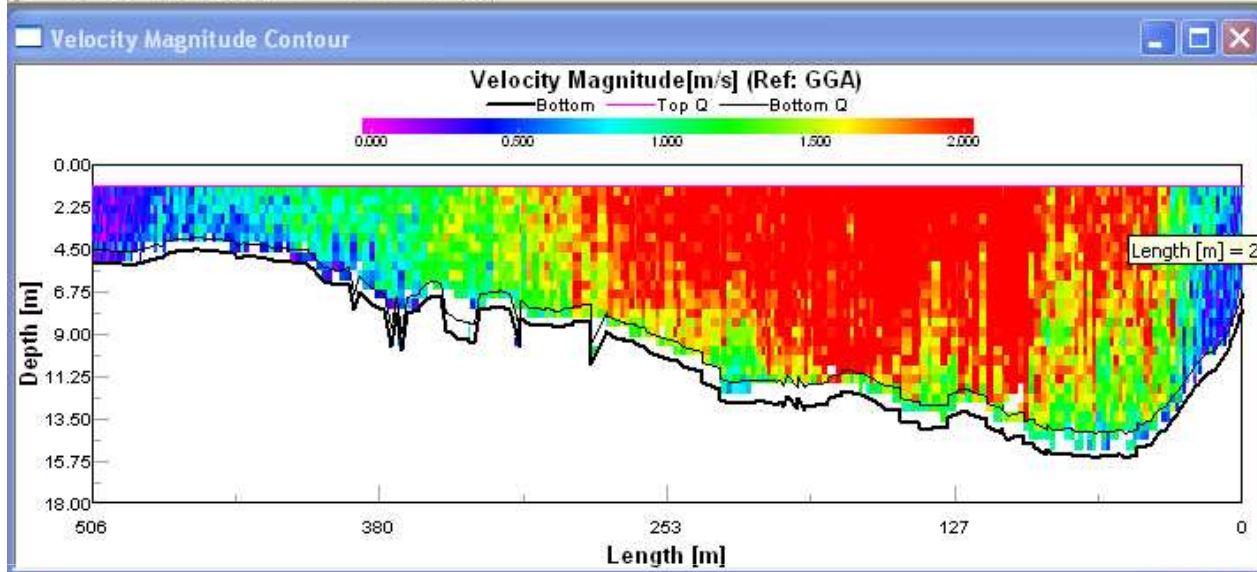 Velocity Magnitude Contour
Velocity Magnitude[m/s] (Ref: GGA)
Bottom Top Q Bottom Q
0.000 0.500 1.000 1.500 2.000
0.00
2.25
4.50
6.75
9.00
11.25
13.50
15.75
18.00
Depth [m]
Length [m] = 2
506 380 253 127 0
Length [m]